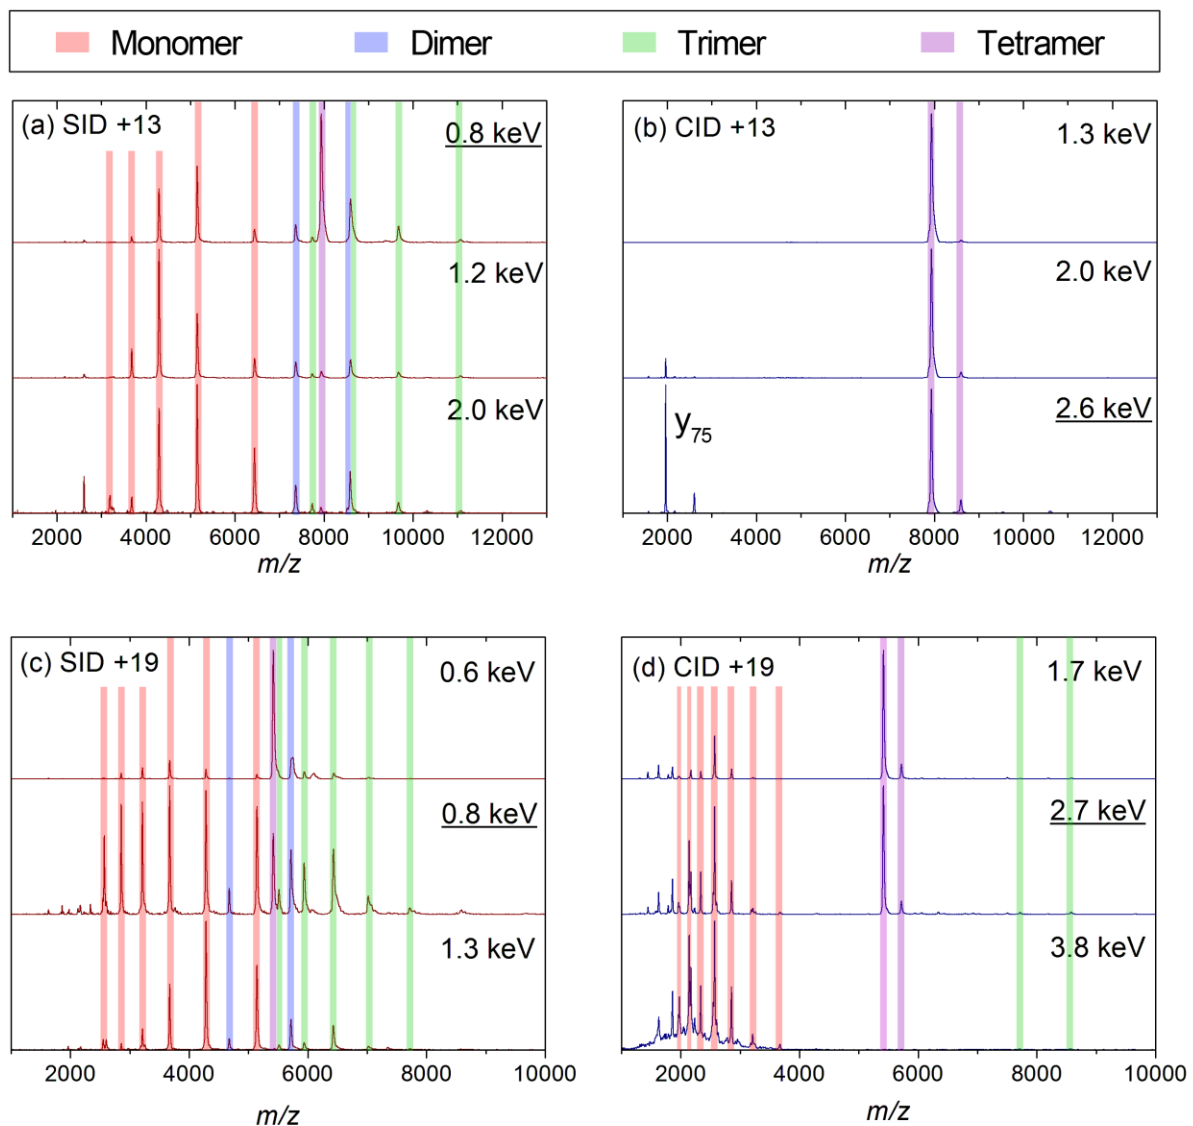 Monomer Dimer Trimer Tetramer
(a) SID +13
0.8 keV
1.2 keV
2.0 keV
2000 4000 6000 8000 10000 12000
m/z
(b) CID +13
1.3 keV
2.0 keV
2.6 keV
y75
2000 4000 6000 8000 10000 12000
m/z
(c) SID +19
0.6 keV
0.8 keV
1.3 keV
2000 4000 6000 8000 10000
m/z
(d) CID +19
1.7 keV
2.7 keV
3.8 keV
2000 4000 6000 8000 10000
m/z